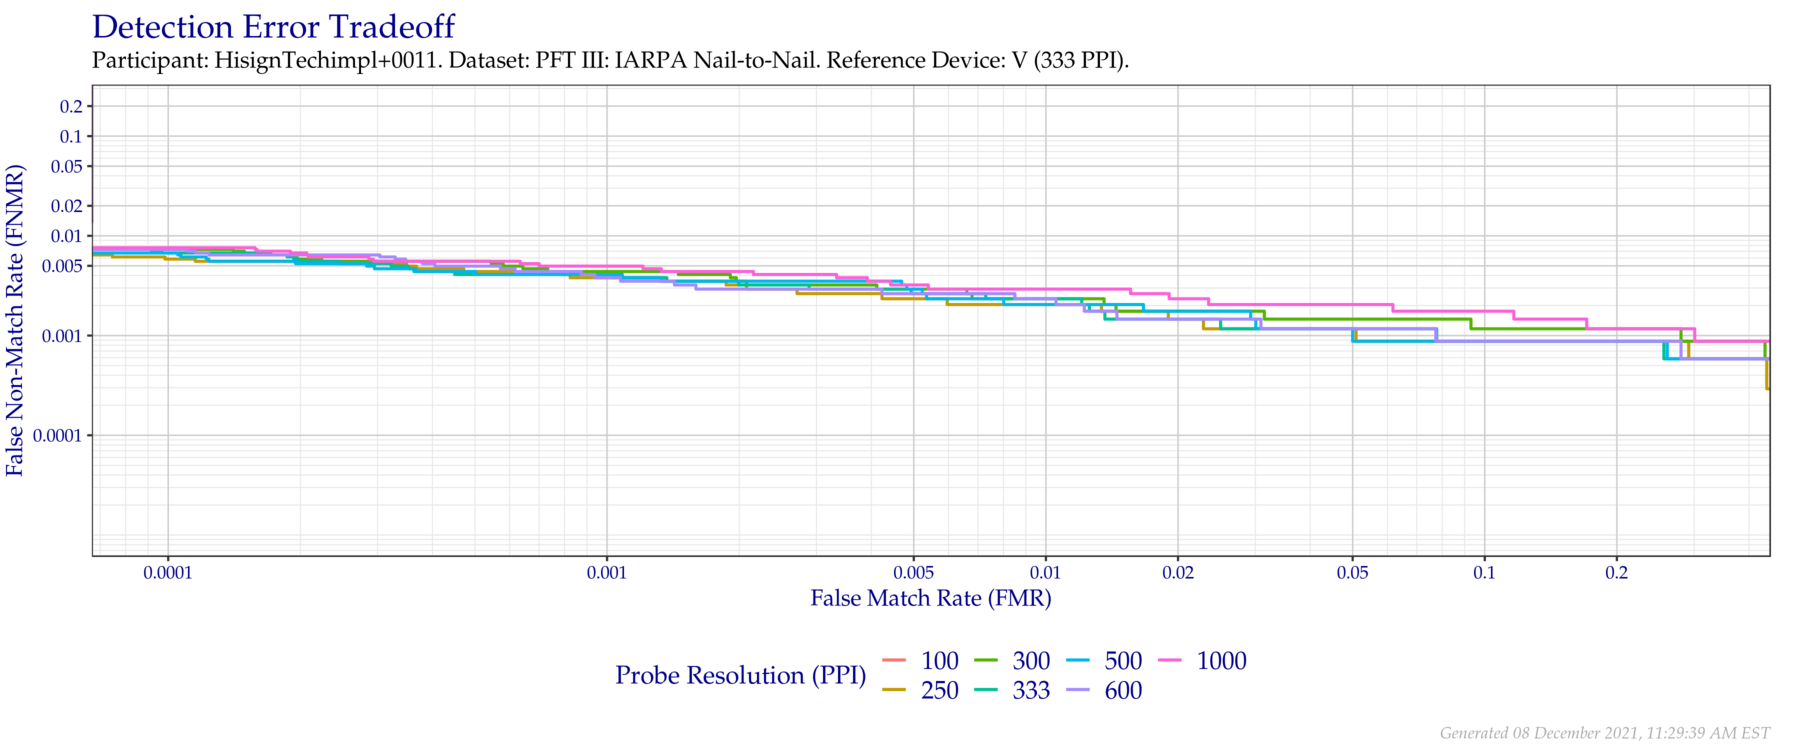 Detection Error Tradeoff
Participant: HisignTechimpl+0011. Dataset: PFT III: IARPA Nail-to-Nail. Reference Device: V (333 PPI).
False Non-Match Rate (FNMR)
0.2
0.1
0.05
0.02
0.01
0.005
0.001
0.0001
0.0001 0.001 0.005 0.01 0.02 0.05 0.1 0.2
False Match Rate (FMR)
Probe Resolution (PPI)
100 300 500 1000
250 333 600
Generated 08 December 2021, 11:29:39 AM EST